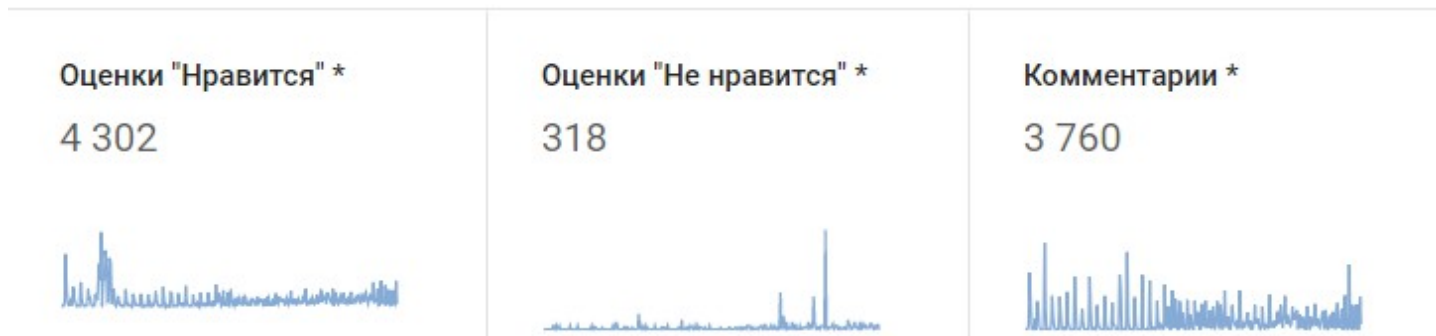 Оценки "Нравится" *
4 302
Оценки "Не нравится" *
318
Комментарии *
3 760